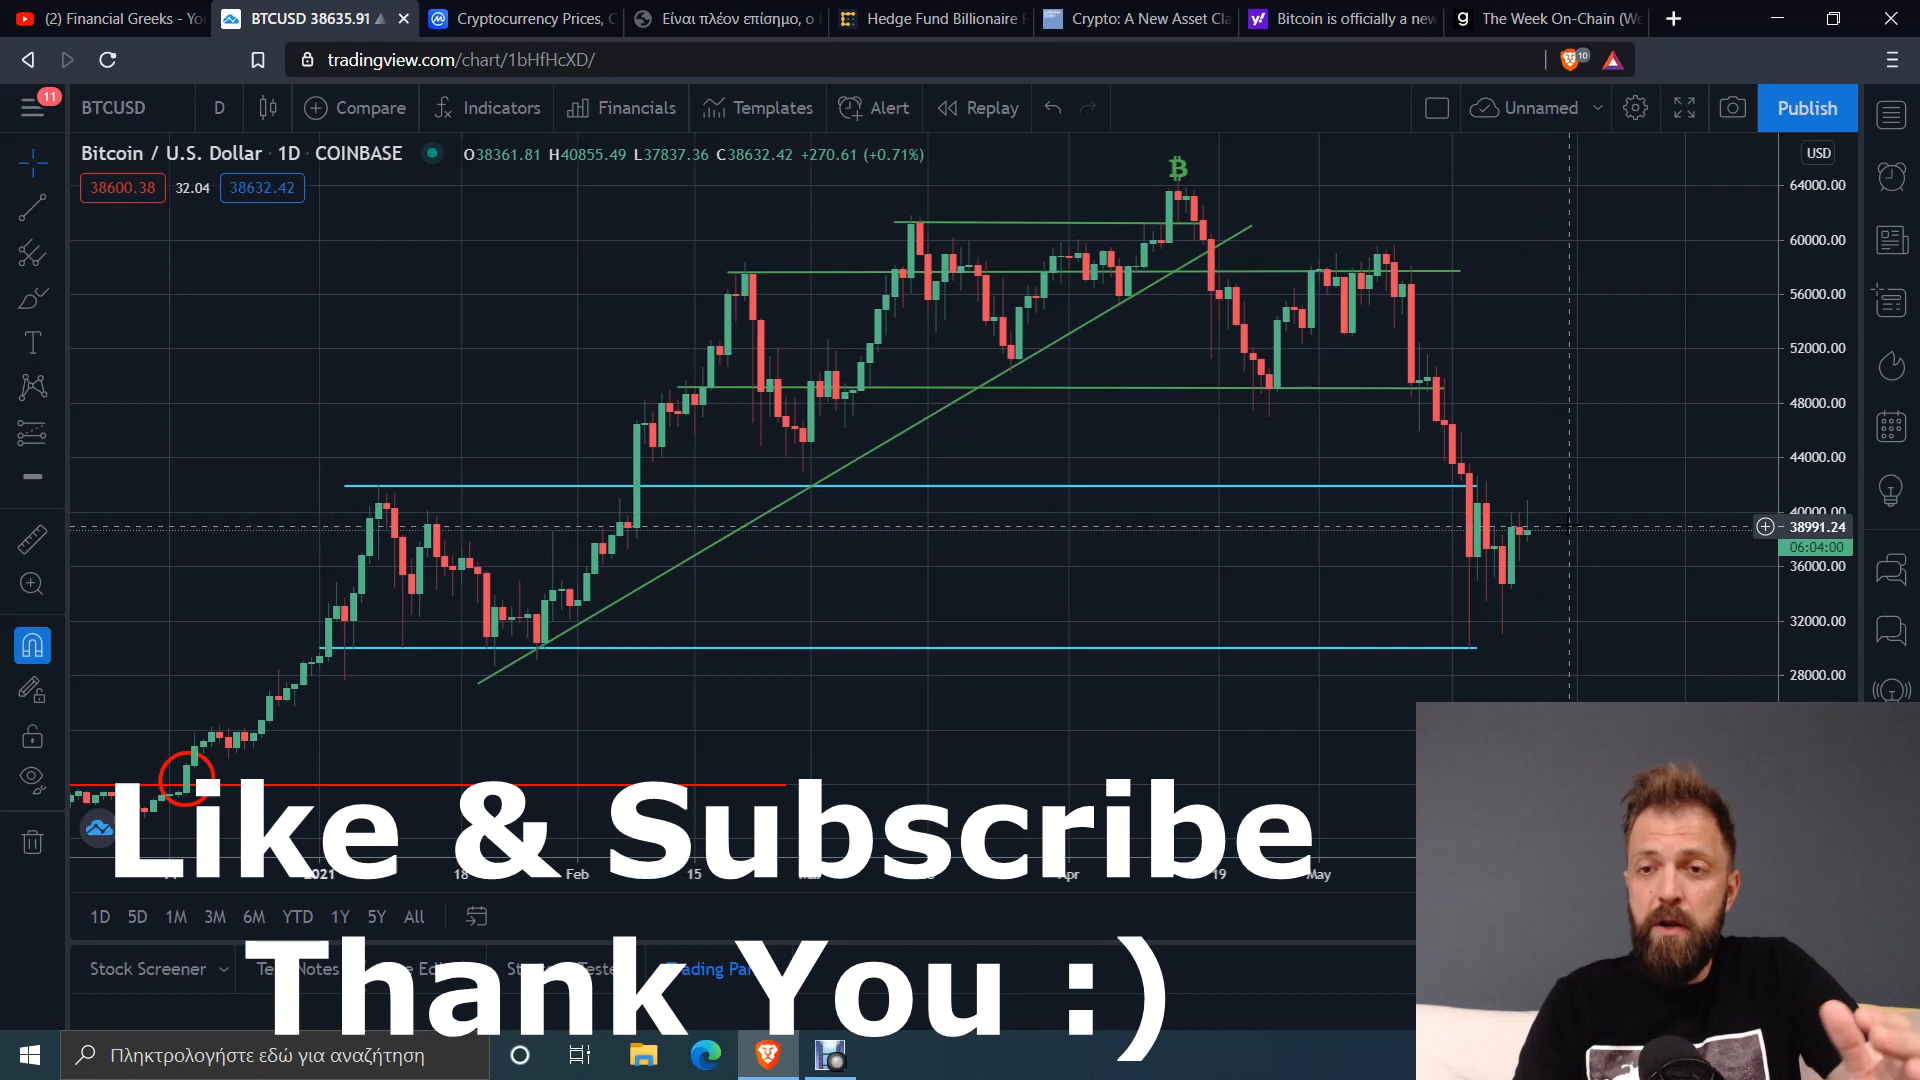 (2) Financial Greeks - Yo
BTCUSD 38635.91
Cryptocurrency Prices, C
Είναι πλέον επίσημο, ο
Hedge Fund Billionaire
Crypto: A New Asset Cla
Bitcoin is officially a new
The Week On-Chain (We
tradingview.com/chart/1bHfHcXD/
10
11
BTCUSD
D
Compare
Indicators
Financials
Templates
Alert
Replay
Unnamed
Publish
Bitcoin / U.S. Dollar · 1D · COINBASE
O38361.81 H40855.49 L37837.36 C38632.42 +270.61 (+0.71%)
USD
38600.38
32.04
38632.42
64000.00
60000.00
56000.00
52000.00
48000.00
44000.00
40000.00
38991.24
06:04:00
36000.00
32000.00
28000.00
Like & Subscribe
2021
18
Feb
15
Apr
19
May
1D 5D 1M 3M 6M YTD 1Y 5Y All
Stock Screener
Thank You :)
Πληκτρολογήστε εδώ για αναζήτηση